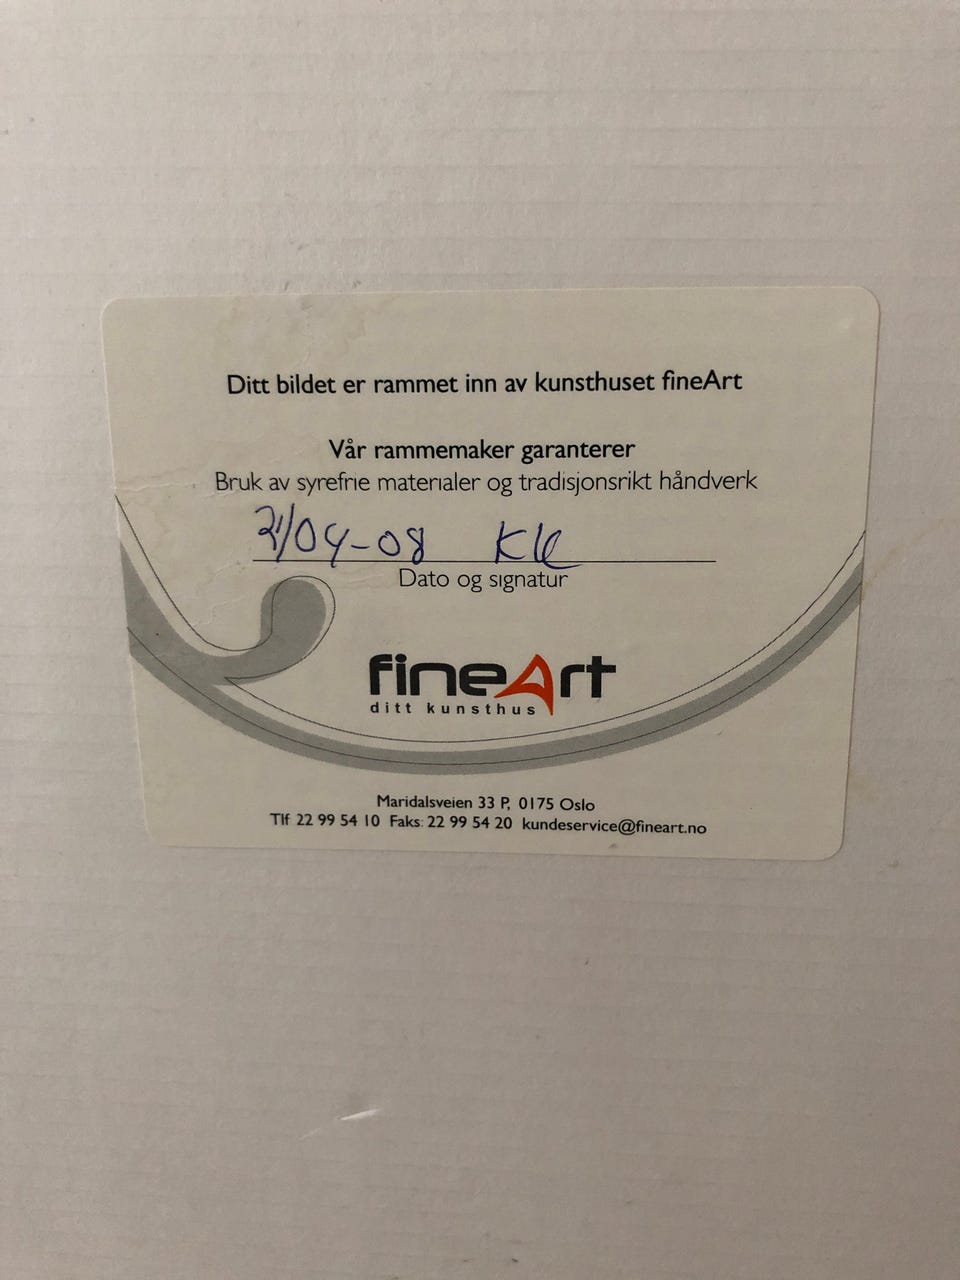 Ditt bildet er rammet inn av kunsthuset fineArt
Vår rammemaker garanterer
Bruk av syrefrie materialer og tradisjonsrikt håndverk
/04-08
Dato og signatur
fineArt
ditt kunsthus
Maridalsveien 33 P, 0175 Oslo
Tlf 22 99 54 10 Faks: 22 99 54 20 kundeservice@fineart.no